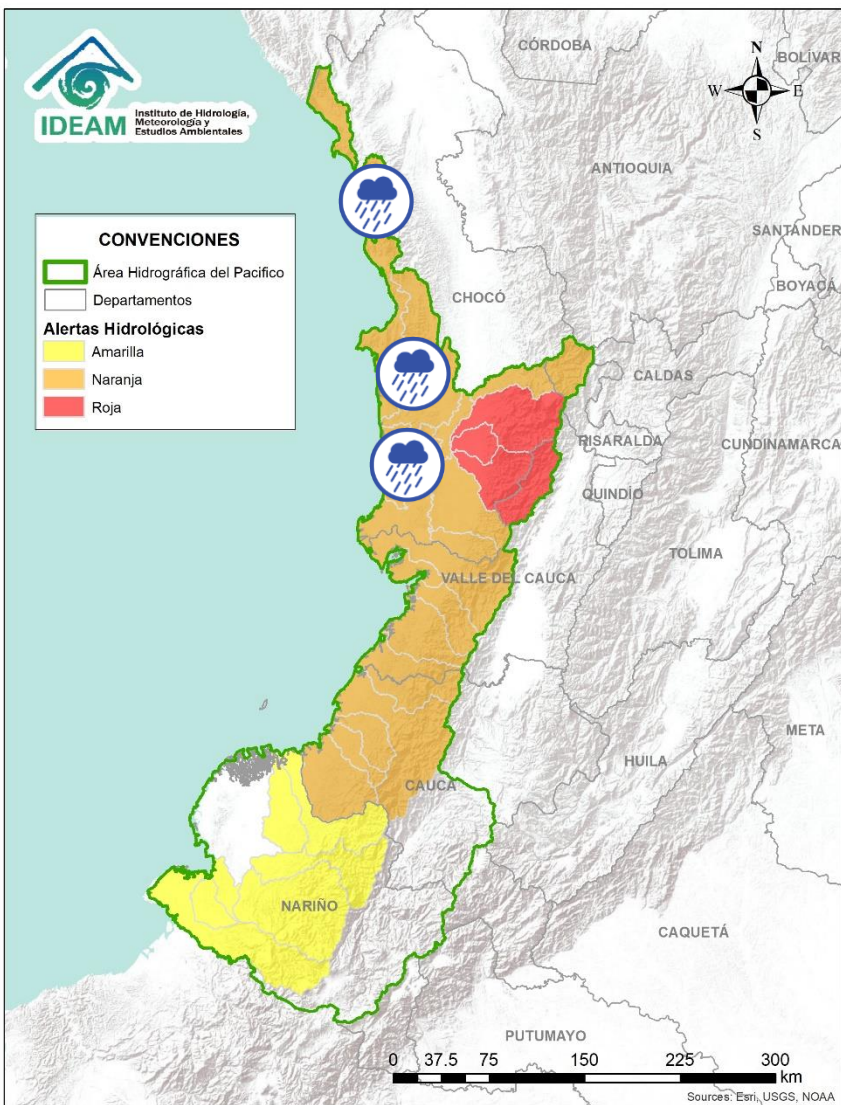 IDEAM
Instituto de Hidrología,
Meteorología y
Estudios Ambientales
N
W
E
S
CONVENCIONES
Área Hidrográfica del Pacifico
Departamentos
Alertas Hidrológicas
Amarilla
Naranja
Roja
CÓRDOBA
BOLÍVAR
ANTIOQUIA
SANTANDER
BOYACÁ
CHOCÓ
CALDAS
RISARALDA
CUNDINAMARCA
QUINDÍO
TOLIMA
VALLE DEL CAUCA
META
HUILA
CAUCA
NARIÑO
CAQUETÁ
PUTUMAYO
0 37.5 75 150 225 300
km
Sources: Esri, USGS, NOAA